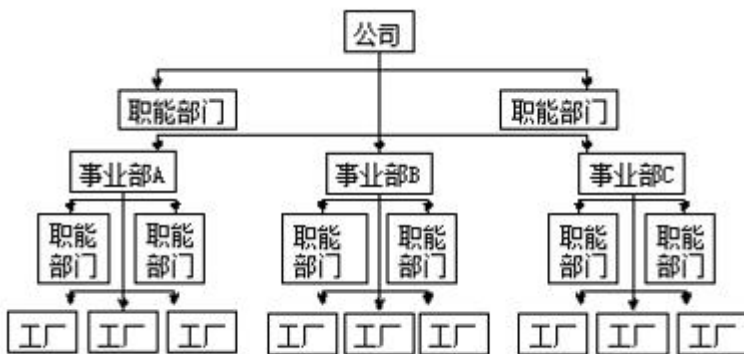 公司
职能部门 职能部门
事业部A 事业部B 事业部C
职能 职能 职能 职能 职能 职能
部门 部门 部门 部门 部门 部门
工厂 工厂 工厂 工厂 工厂 工厂 工厂 工厂 工厂